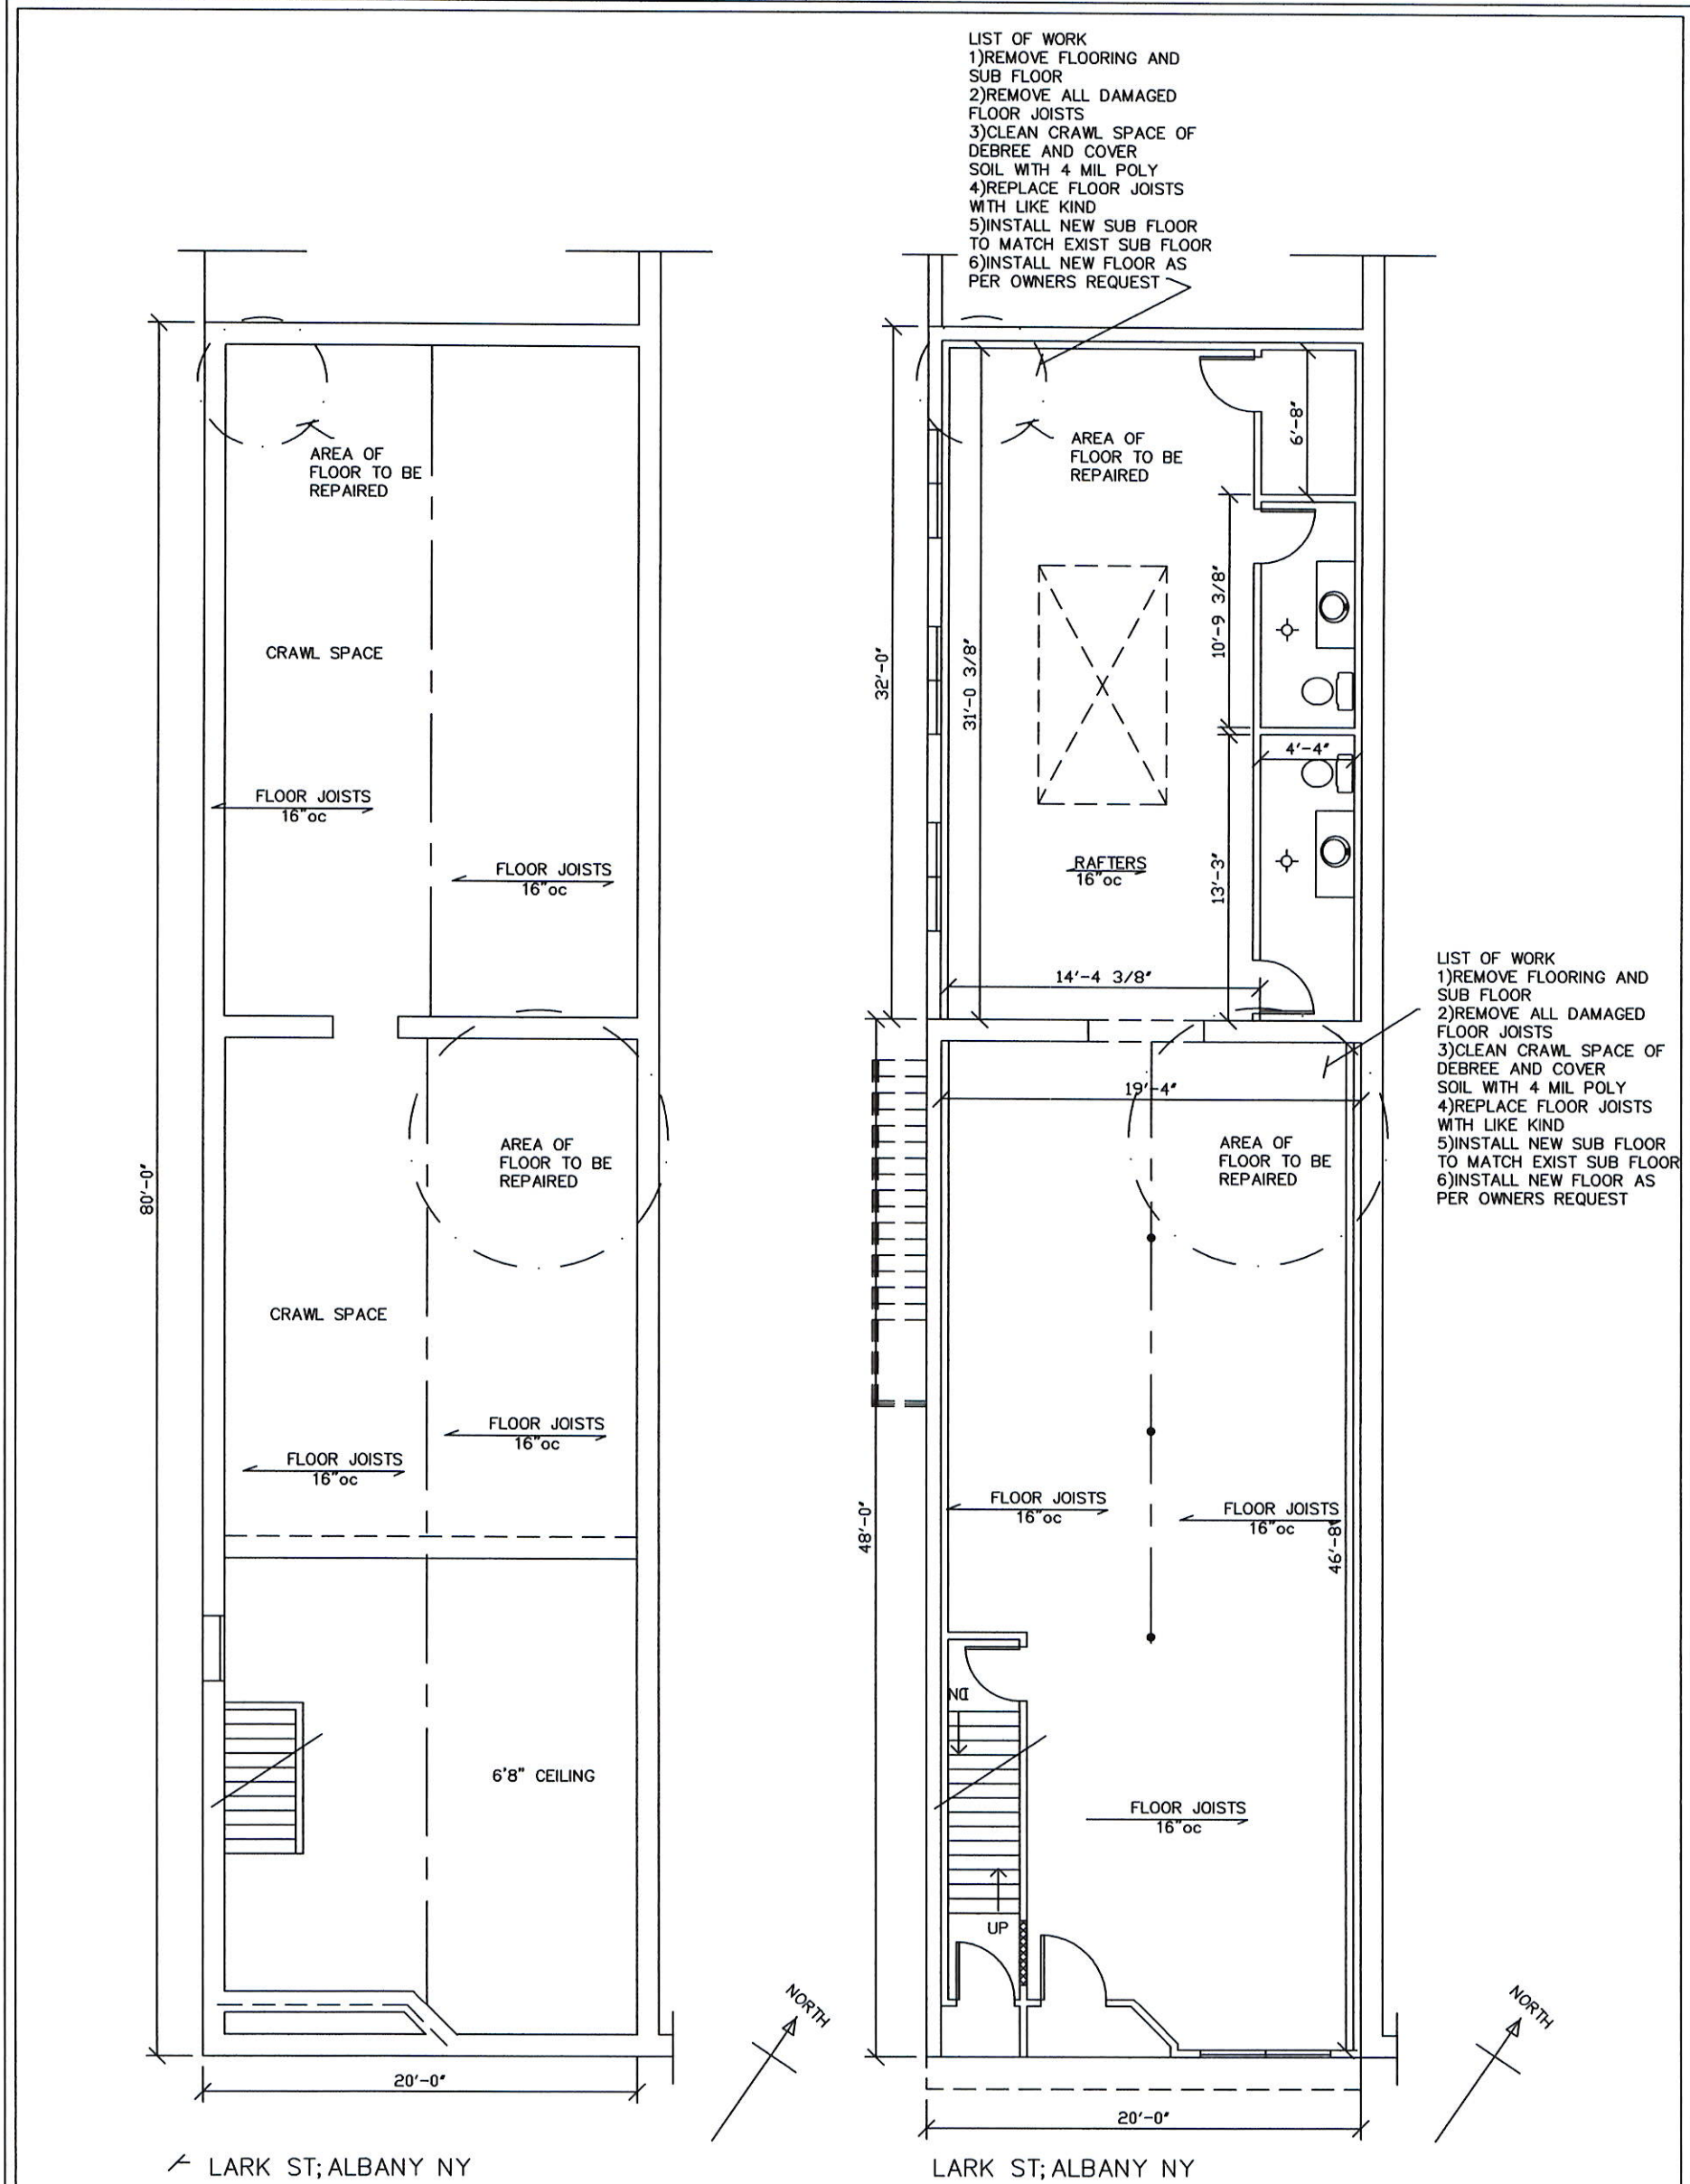 LIST OF WORK
1)REMOVE FLOORING AND
SUB FLOOR
2)REMOVE ALL DAMAGED
FLOOR JOISTS
3)CLEAN CRAWL SPACE OF
DEBREE AND COVER
SOIL WITH 4 MIL POLY
4)REPLACE FLOOR JOISTS
WITH LIKE KIND
5)INSTALL NEW SUB FLOOR
TO MATCH EXIST SUB FLOOR
6)INSTALL NEW FLOOR AS
PER OWNERS REQUEST
AREA OF
FLOOR TO BE
REPAIRED
CRAWL SPACE
FLOOR JOISTS
16"oc
FLOOR JOISTS
16"oc
80'-0"
AREA OF
FLOOR TO BE
REPAIRED
CRAWL SPACE
FLOOR JOISTS
16"oc
FLOOR JOISTS
16"oc
6'8" CEILING
20'-0"
NORTH
LARK ST; ALBANY NY
AREA OF
FLOOR TO BE
REPAIRED
6'-8"
10'-9 3/8"
32'-0"
31'-0 3/8"
4'-4"
RAFTERS
16"oc
13'-3"
14'-4 3/8"
LIST OF WORK
1)REMOVE FLOORING AND
SUB FLOOR
2)REMOVE ALL DAMAGED
FLOOR JOISTS
3)CLEAN CRAWL SPACE OF
DEBREE AND COVER
SOIL WITH 4 MIL POLY
4)REPLACE FLOOR JOISTS
WITH LIKE KIND
5)INSTALL NEW SUB FLOOR
TO MATCH EXIST SUB FLOOR
6)INSTALL NEW FLOOR AS
PER OWNERS REQUEST
19'-4"
AREA OF
FLOOR TO BE
REPAIRED
48'-0"
FLOOR JOISTS
16"oc
FLOOR JOISTS
16"oc
46'-8"
DN
FLOOR JOISTS
16"oc
UP
NORTH
20'-0"
LARK ST; ALBANY NY